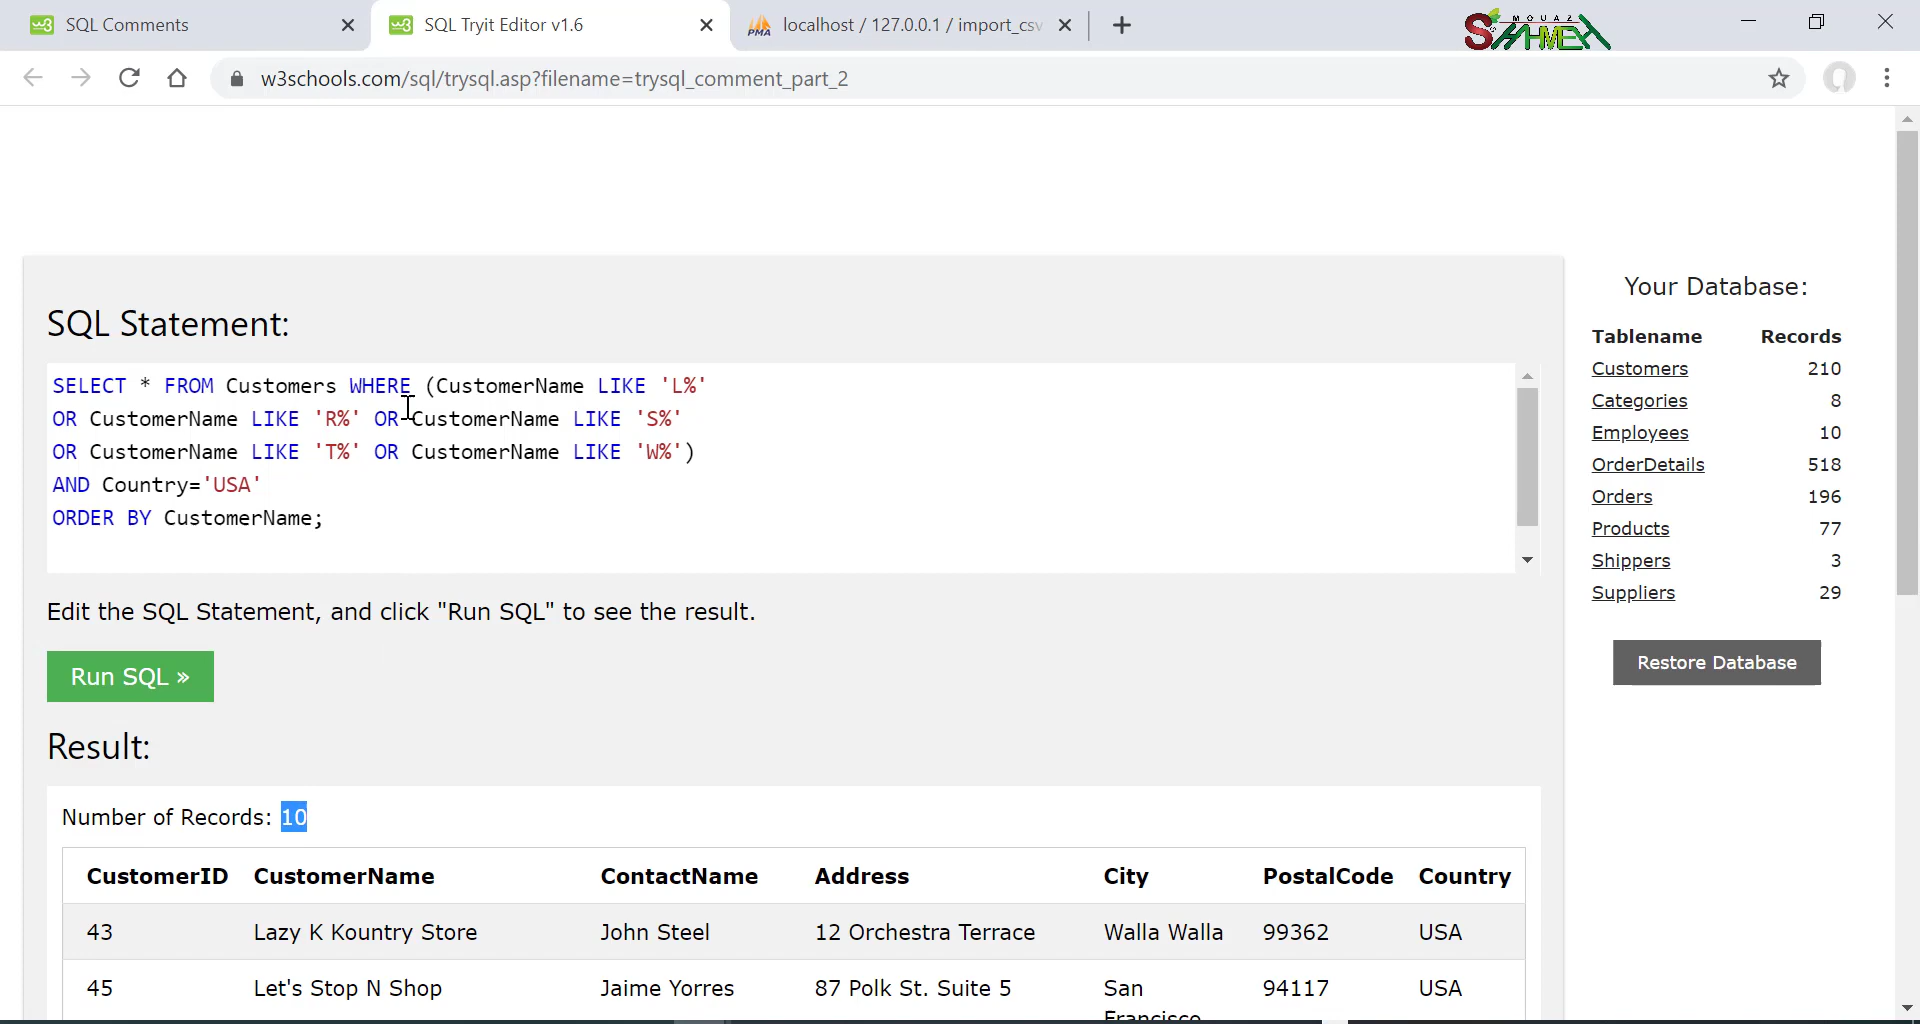 SQL Comments
SQL Tryit Editor v1.6
localhost / 127.0.0.1 / import_csv
MOUAZ
SHAHMEH
w3schools.com/sql/trysql.asp?filename=trysql_comment_part_2
SQL Statement:
SELECT * FROM Customers WHERE (CustomerName LIKE 'L%'
OR CustomerName LIKE 'R%' OR CustomerName LIKE 'S%'
OR CustomerName LIKE 'T%' OR CustomerName LIKE 'W%')
AND Country='USA'
ORDER BY CustomerName;
Edit the SQL Statement, and click "Run SQL" to see the result.
Run SQL »
Result:
Number of Records: 10
CustomerID CustomerName ContactName Address City PostalCode Country
43 Lazy K Kountry Store John Steel 12 Orchestra Terrace Walla Walla 99362 USA
45 Let's Stop N Shop Jaime Yorres 87 Polk St. Suite 5 San Francisco 94117 USA
Your Database:
Tablename Records
Customers 210
Categories 8
Employees 10
OrderDetails 518
Orders 196
Products 77
Shippers 3
Suppliers 29
Restore Database